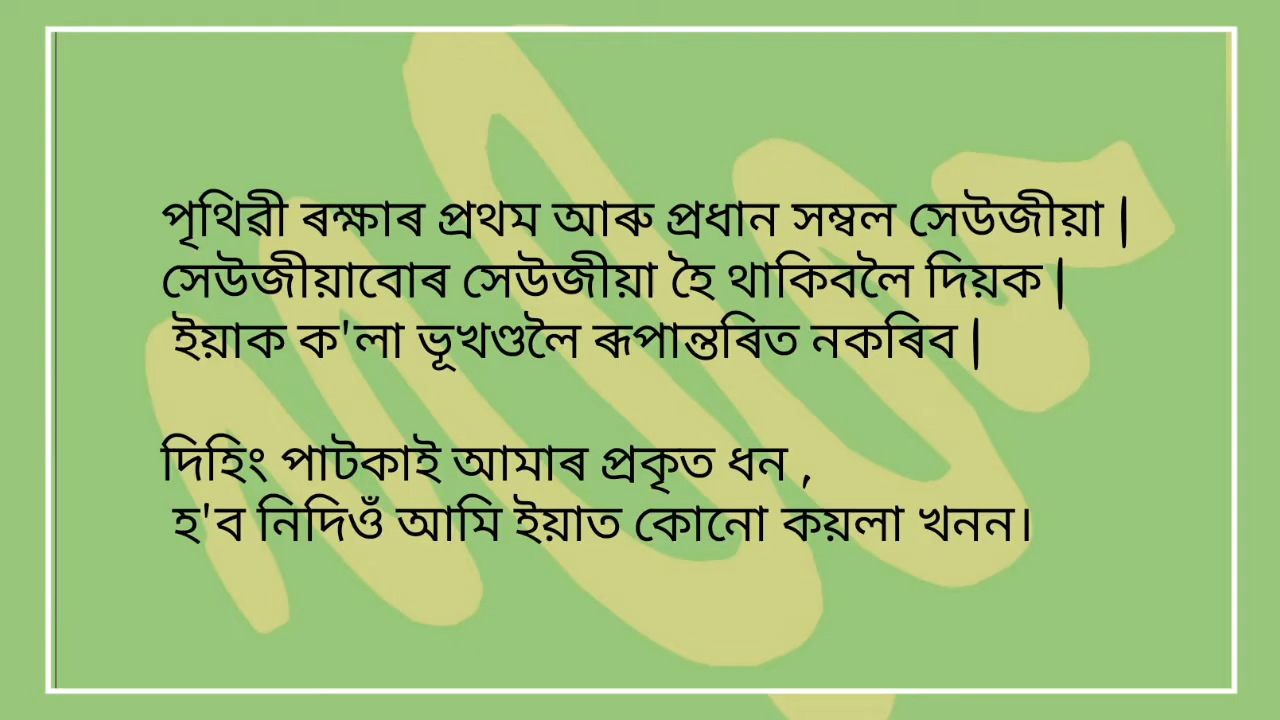 পৃথিৱী ৰক্ষাৰ প্ৰথম আৰু প্ৰধান সম্বল সেউজীয়া |
সেউজীয়াবোৰ সেউজীয়া হৈ থাকিবলৈ দিয়ক |
ইয়াক ক'লা ভূখণ্ডলৈ ৰূপান্তৰিত নকৰিব |
দিহিং পাটকাই আমাৰ প্ৰকৃত ধন ,
হ'ব নিদিওঁ আমি ইয়াত কোনো কয়লা খনন।